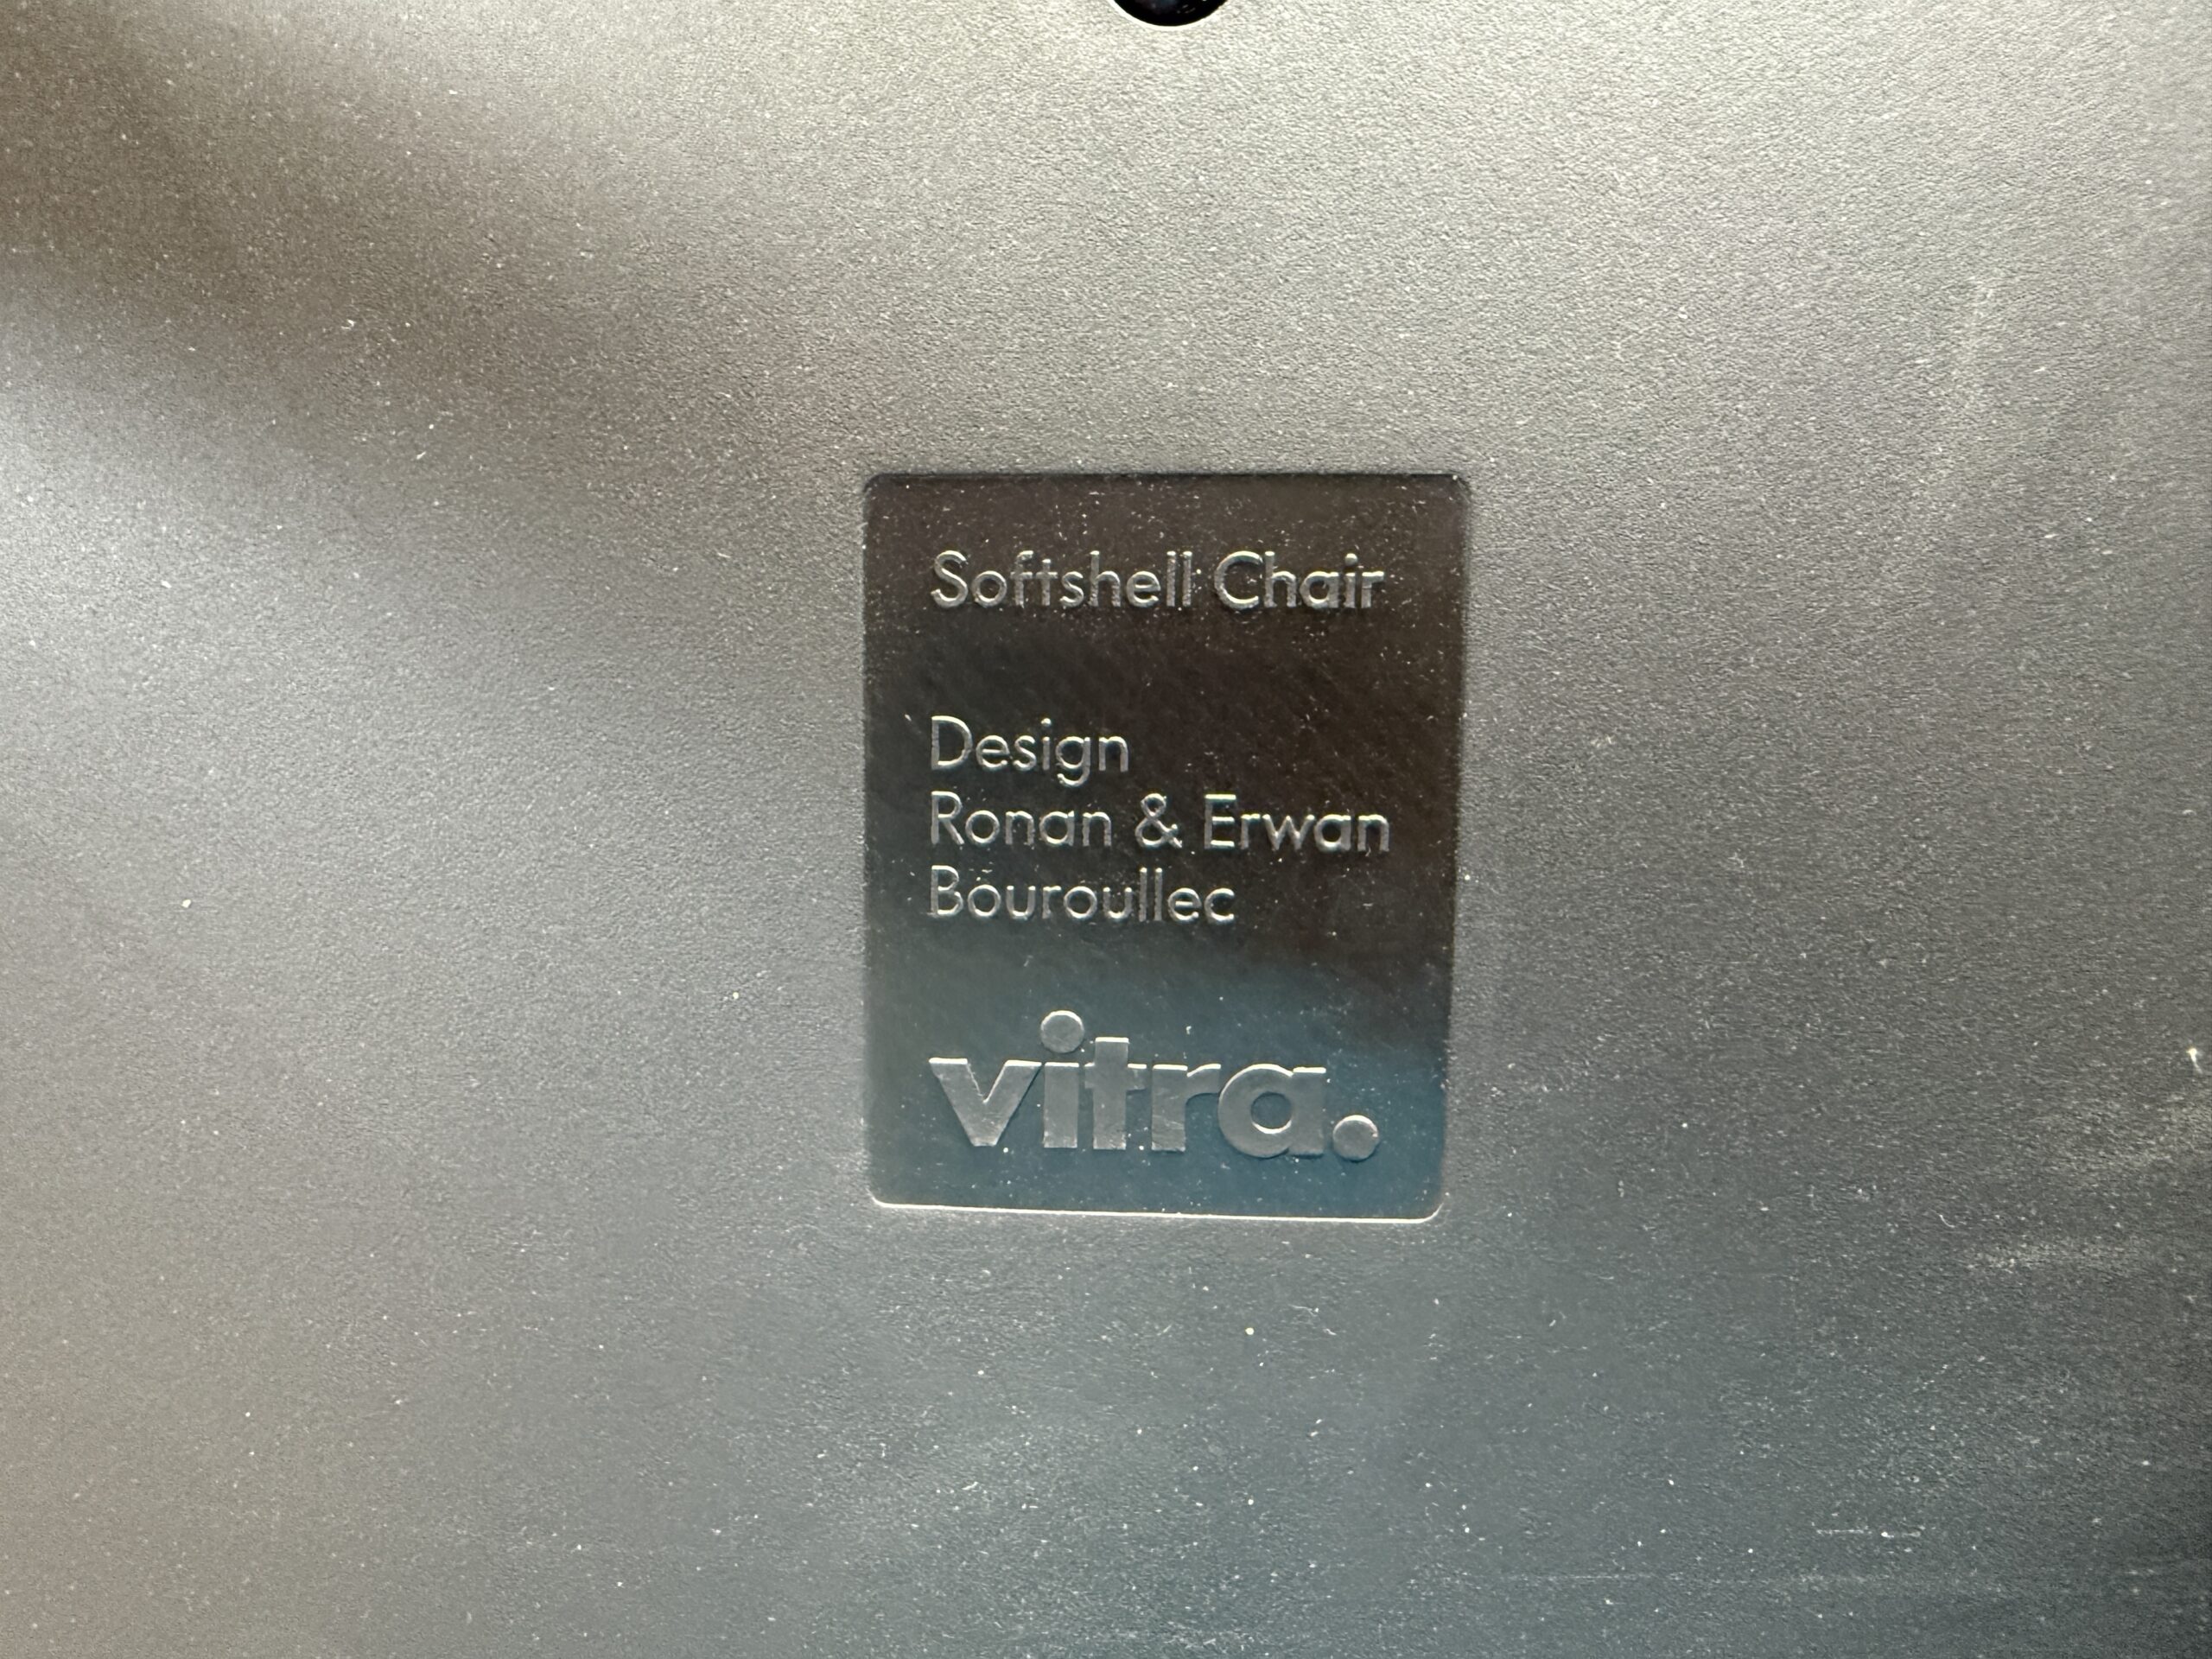 Softshell Chair
Design
Ronan & Erwan
Bouroullec
vitra.